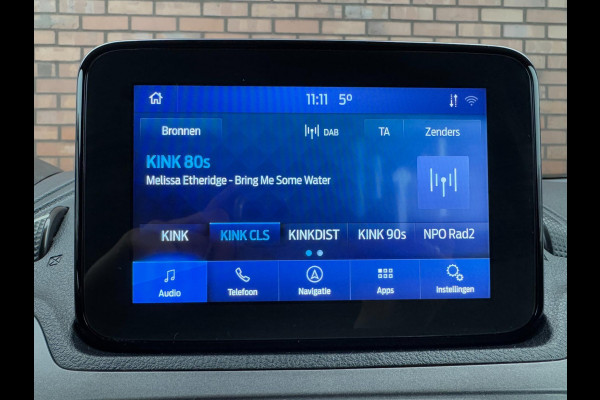 11:11 5°
Bronnen DAB TA Zenders
KINK 80s
Melissa Etheridge - Bring Me Some Water
KINK KINK CLS KINKDIST KINK 90s NPO Rad2
Audio Telefoon Navigatie Apps Instellingen